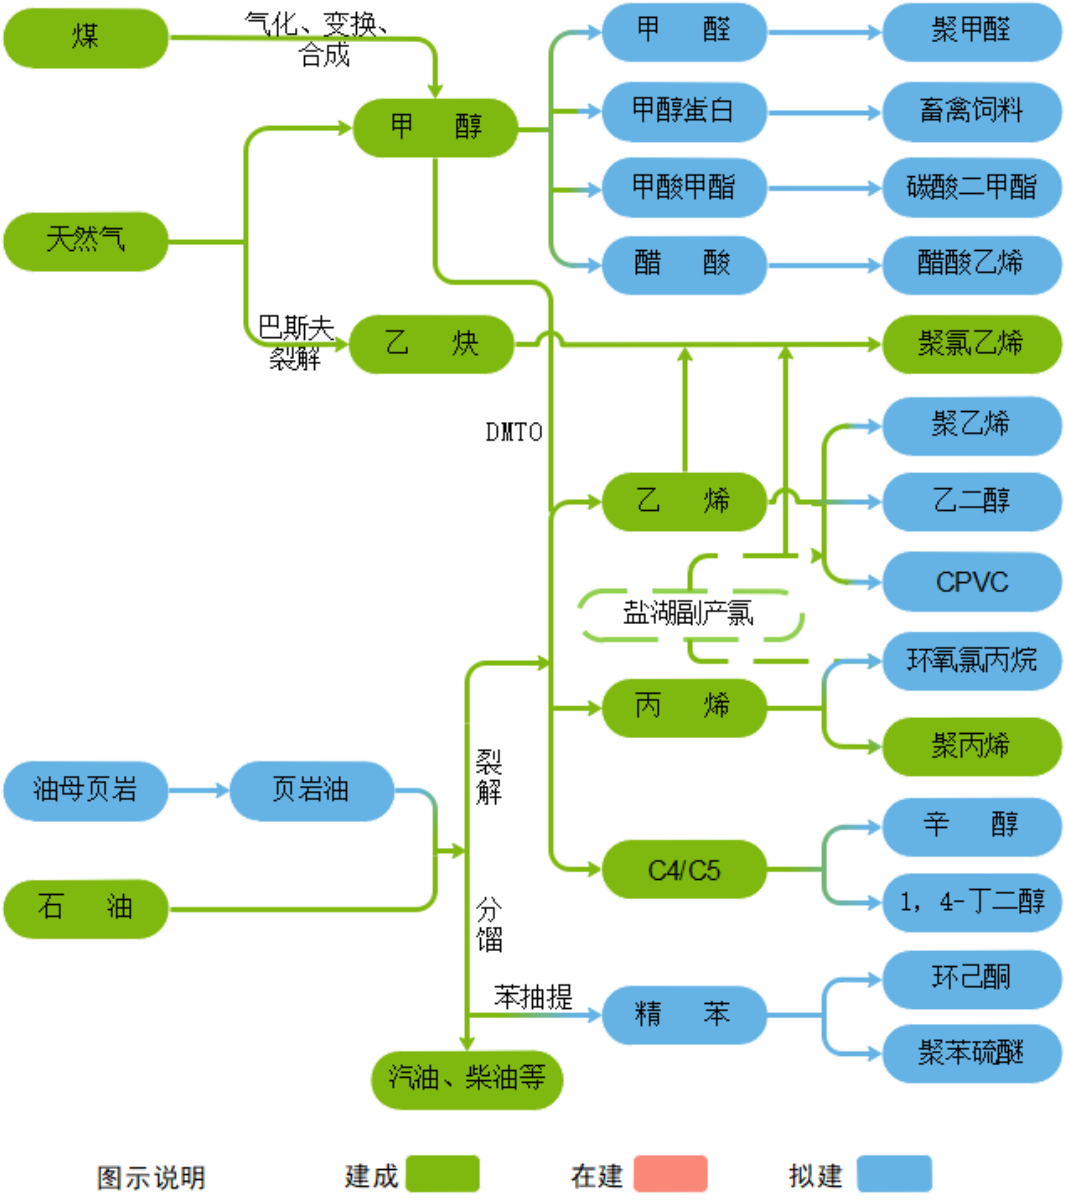 煤
气化、变换、
合成
甲 醛
聚甲醛
甲 醇
甲醇蛋白
畜禽饲料
甲酸甲酯
碳酸二甲酯
天然气
醋 酸
醋酸乙烯
巴斯夫
裂解
乙 炔
聚氯乙烯
DMTO
聚乙烯
乙 烯
乙二醇
CPVC
盐湖副产氯
环氧氯丙烷
丙 烯
聚丙烯
裂
解
油母页岩
页岩油
辛 醇
C4/C5
石 油
分
馏
1, 4-丁二醇
苯抽提
精 苯
环己酮
聚苯硫醚
汽油、柴油等
图示说明
建成
在建
拟建